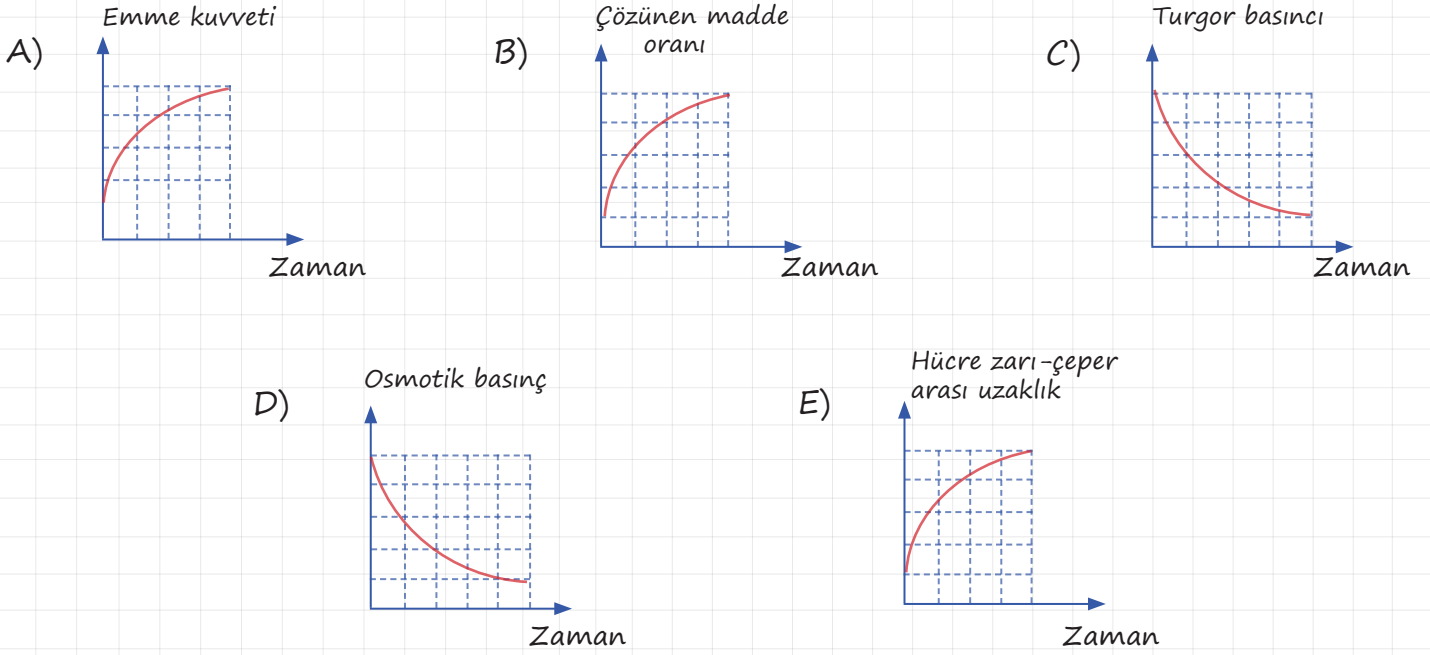 A)
Emme kuvveti
Zaman
B)
Çözünen madde
oranı
Zaman
C)
Turgor basıncı
Zaman
D)
Osmotik basınç
Zaman
E)
Hücre zarı-çeper
arası uzaklık
Zaman